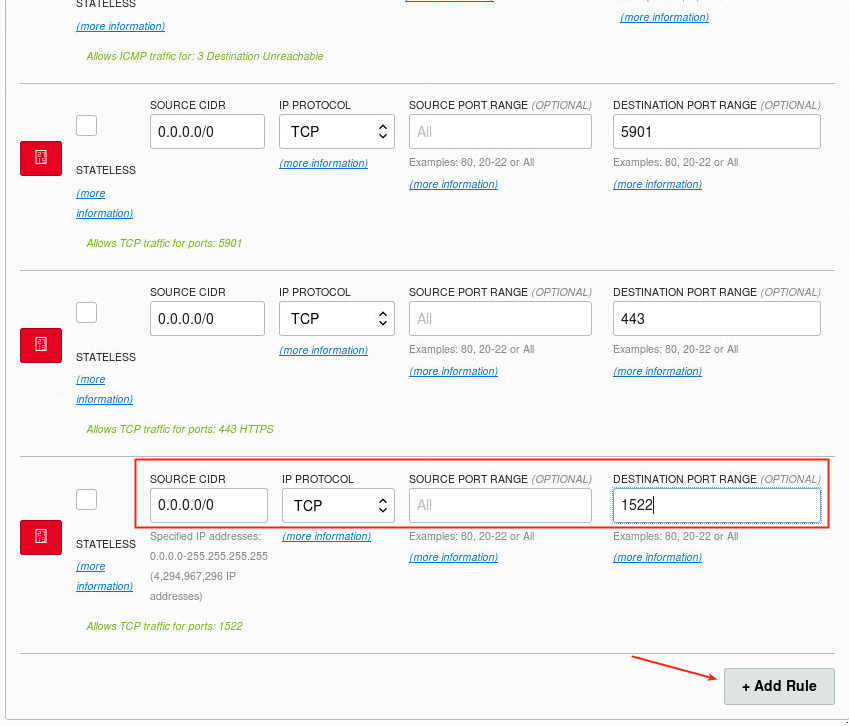 STATELESS
(more information)
(more information)
Allows ICMP traffic for: 3 Destination Unreachable
SOURCE CIDR
IP PROTOCOL
SOURCE PORT RANGE (OPTIONAL)
DESTINATION PORT RANGE (OPTIONAL)
0.0.0.0/0
TCP
All
5901
(more information)
Examples: 80, 20-22 or All
Examples: 80, 20-22 or All
STATELESS
(more information)
(more information)
(more
information)
Allows TCP traffic for ports: 5901
SOURCE CIDR
IP PROTOCOL
SOURCE PORT RANGE (OPTIONAL)
DESTINATION PORT RANGE (OPTIONAL)
0.0.0.0/0
TCP
All
443
(more information)
Examples: 80, 20-22 or All
Examples: 80, 20-22 or All
STATELESS
(more information)
(more information)
(more
information)
Allows TCP traffic for ports: 443 HTTPS
SOURCE CIDR
IP PROTOCOL
SOURCE PORT RANGE (OPTIONAL)
DESTINATION PORT RANGE (OPTIONAL)
0.0.0.0/0
TCP
All
1522
Specified IP addresses:
0.0.0.0-255.255.255.255
(4,294,967,296 IP
addresses)
(more information)
Examples: 80, 20-22 or All
Examples: 80, 20-22 or All
STATELESS
(more information)
(more information)
(more
information)
Allows TCP traffic for ports: 1522
+ Add Rule